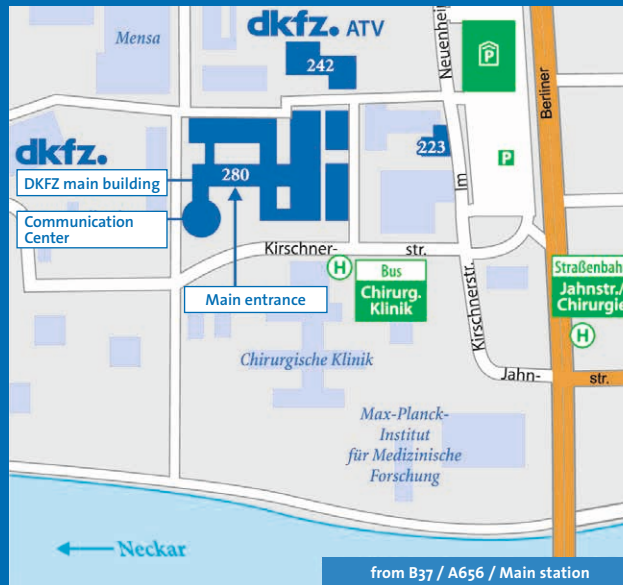 Mensa
dkfz. ATV
242
Neuenheim
P
Berliner
dkfz.
223
P
DKFZ main building
280
Im
Communication
Center
Kirschner-
str.
H
Bus
Chirurg.
Klinik
Straßenbah
Jahnstr./
Chirurgie
H
Main entrance
Kirschnerstr.
Chirurgische Klinik
Jahn-
str.
Max-Planck-
Institut
für Medizinische
Forschung
Neckar
from B37 / A656 / Main station